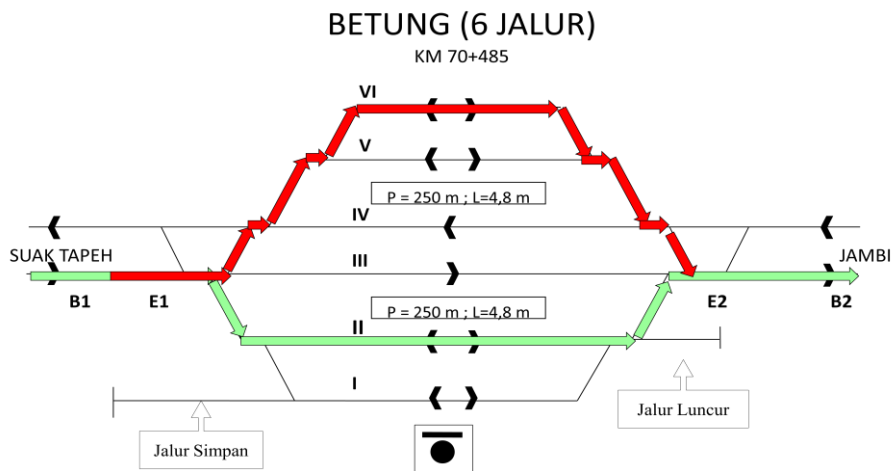 BETUNG (6 JALUR)
KM 70+485
VI
V
P = 250 m ; L=4,8 m
IV
SUAK TAPEH
III
JAMBI
B1
E1
E2
B2
P = 250 m ; L=4,8 m
II
I
Jalur Luncur
Jalur Simpan